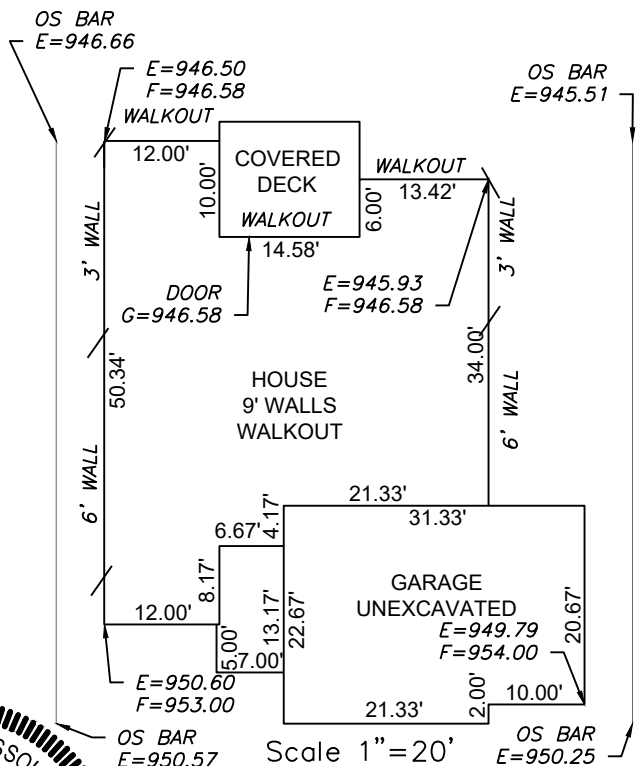 OS BAR
E=946.66
E=946.50
F=946.58
OS BAR
E=945.51
WALKOUT
12.00'
10.00'
COVERED
DECK
WALKOUT
14.58'
6.00'
WALKOUT
13.42'
3' WALL
3' WALL
DOOR
G=946.58
E=945.93
F=946.58
50.34'
34.00'
HOUSE
9' WALLS
WALKOUT
6' WALL
6' WALL
21.33'
31.33'
4.17'
6.67'
8.17'
13.17'
22.67'
GARAGE
UNEXCAVATED
20.67'
E=949.79
F=954.00
12.00'
5.00'
7.00'
2.00'
10.00'
21.33'
E=950.60
F=953.00
OS BAR
E=950.57
Scale 1"=20'
OS BAR
E=950.25